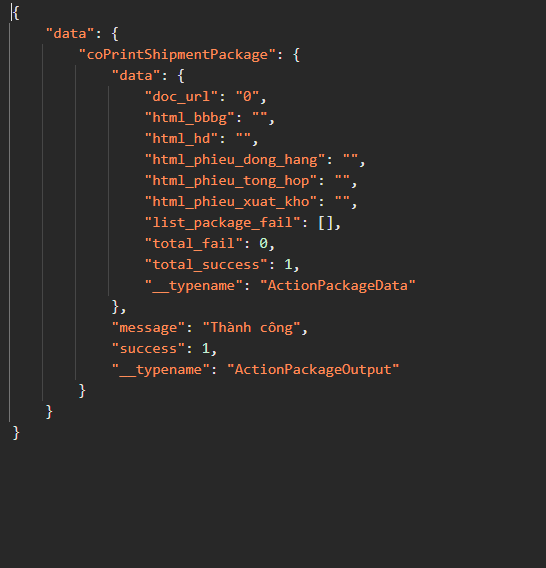 {
"data": {
"coPrintShipmentPackage": {
"data": {
"doc_url": "0",
"html_bbbg": "",
"html_hd": "",
"html_phieu_dong_hang": "",
"html_phieu_tong_hop": "",
"html_phieu_xuat_kho": "",
"list_package_fail": [],
"total_fail": 0,
"total_success": 1,
"__typename": "ActionPackageData"
},
"message": "Thành công",
"success": 1,
"__typename": "ActionPackageOutput"
}
}
}